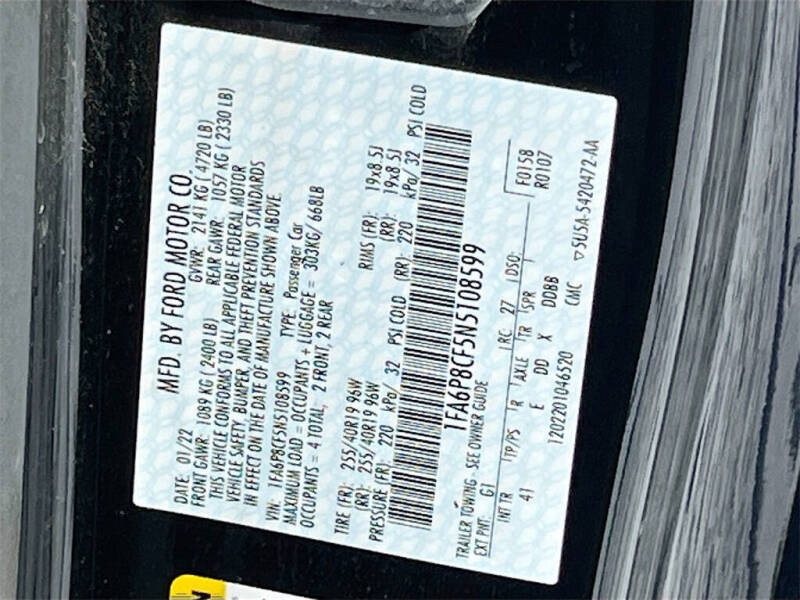 MFD. BY FORD MOTOR CO.
DATE: 01/22 GVWR: 2141 KG ( 4720 LB)
FRONT GAWR: 1089 KG ( 2400 LB) REAR GAWR: 1057 KG ( 2330 LB)
THIS VEHICLE CONFORMS TO ALL APPLICABLE FEDERAL MOTOR
VEHICLE SAFETY, BUMPER, AND THEFT PREVENTION STANDARDS
IN EFFECT ON THE DATE OF MANUFACTURE SHOWN ABOVE.
VIN: 1FA6P8CF5N5108599 TYPE: Passenger Car
MAXIMUM LOAD = OCCUPANTS + LUGGAGE = 303KG/ 668LB
OCCUPANTS = 4 TOTAL, 2 FRONT, 2 REAR
TIRE (FR): 255/40R19 96W RIMS (FR): 19x8.5J
(RR): 255/40R19 96W (RR): 19x8.5J
PRESSURE (FR): 220 kPa/ 32 PSI COLD (RR): 220 kPa/ 32 PSI COLD
1FA6P8CF5N5108599
TRAILER TOWING - SEE OWNER GUIDE
EXT PNT: G1 RC: 27 DSO: F0158
R0107
INT TR TP/PS R AXLE TR SPR
41 E DD X DDBB
1202201046520 CMC ▽5USA-5420472-AA